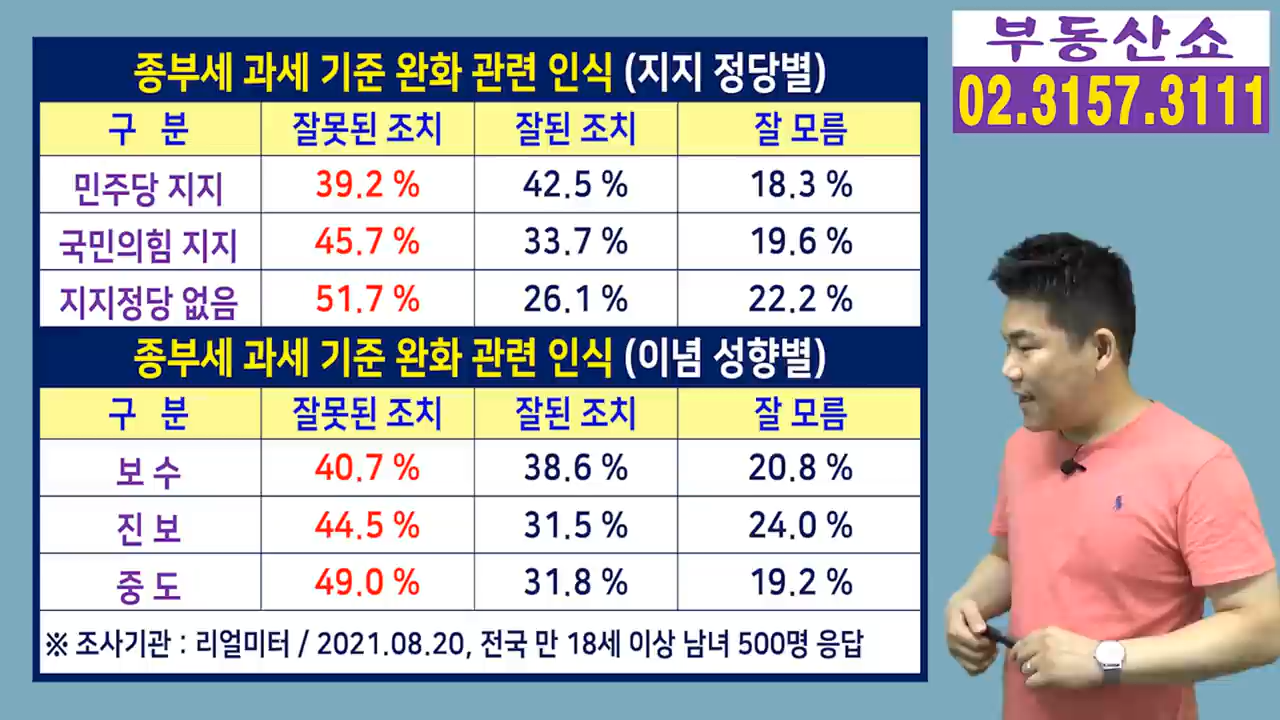 부동산쇼
02.3157.3111
종부세 과세 기준 완화 관련 인식 (지지 정당별)
구 분 잘못된 조치 잘된 조치 잘 모름
민주당 지지 39.2 % 42.5 % 18.3 %
국민의힘 지지 45.7 % 33.7 % 19.6 %
지지정당 없음 51.7 % 26.1 % 22.2 %
종부세 과세 기준 완화 관련 인식 (이념 성향별)
구 분 잘못된 조치 잘된 조치 잘 모름
보 수 40.7 % 38.6 % 20.8 %
진 보 44.5 % 31.5 % 24.0 %
중 도 49.0 % 31.8 % 19.2 %
※ 조사기관 : 리얼미터 / 2021.08.20, 전국 만 18세 이상 남녀 500명 응답